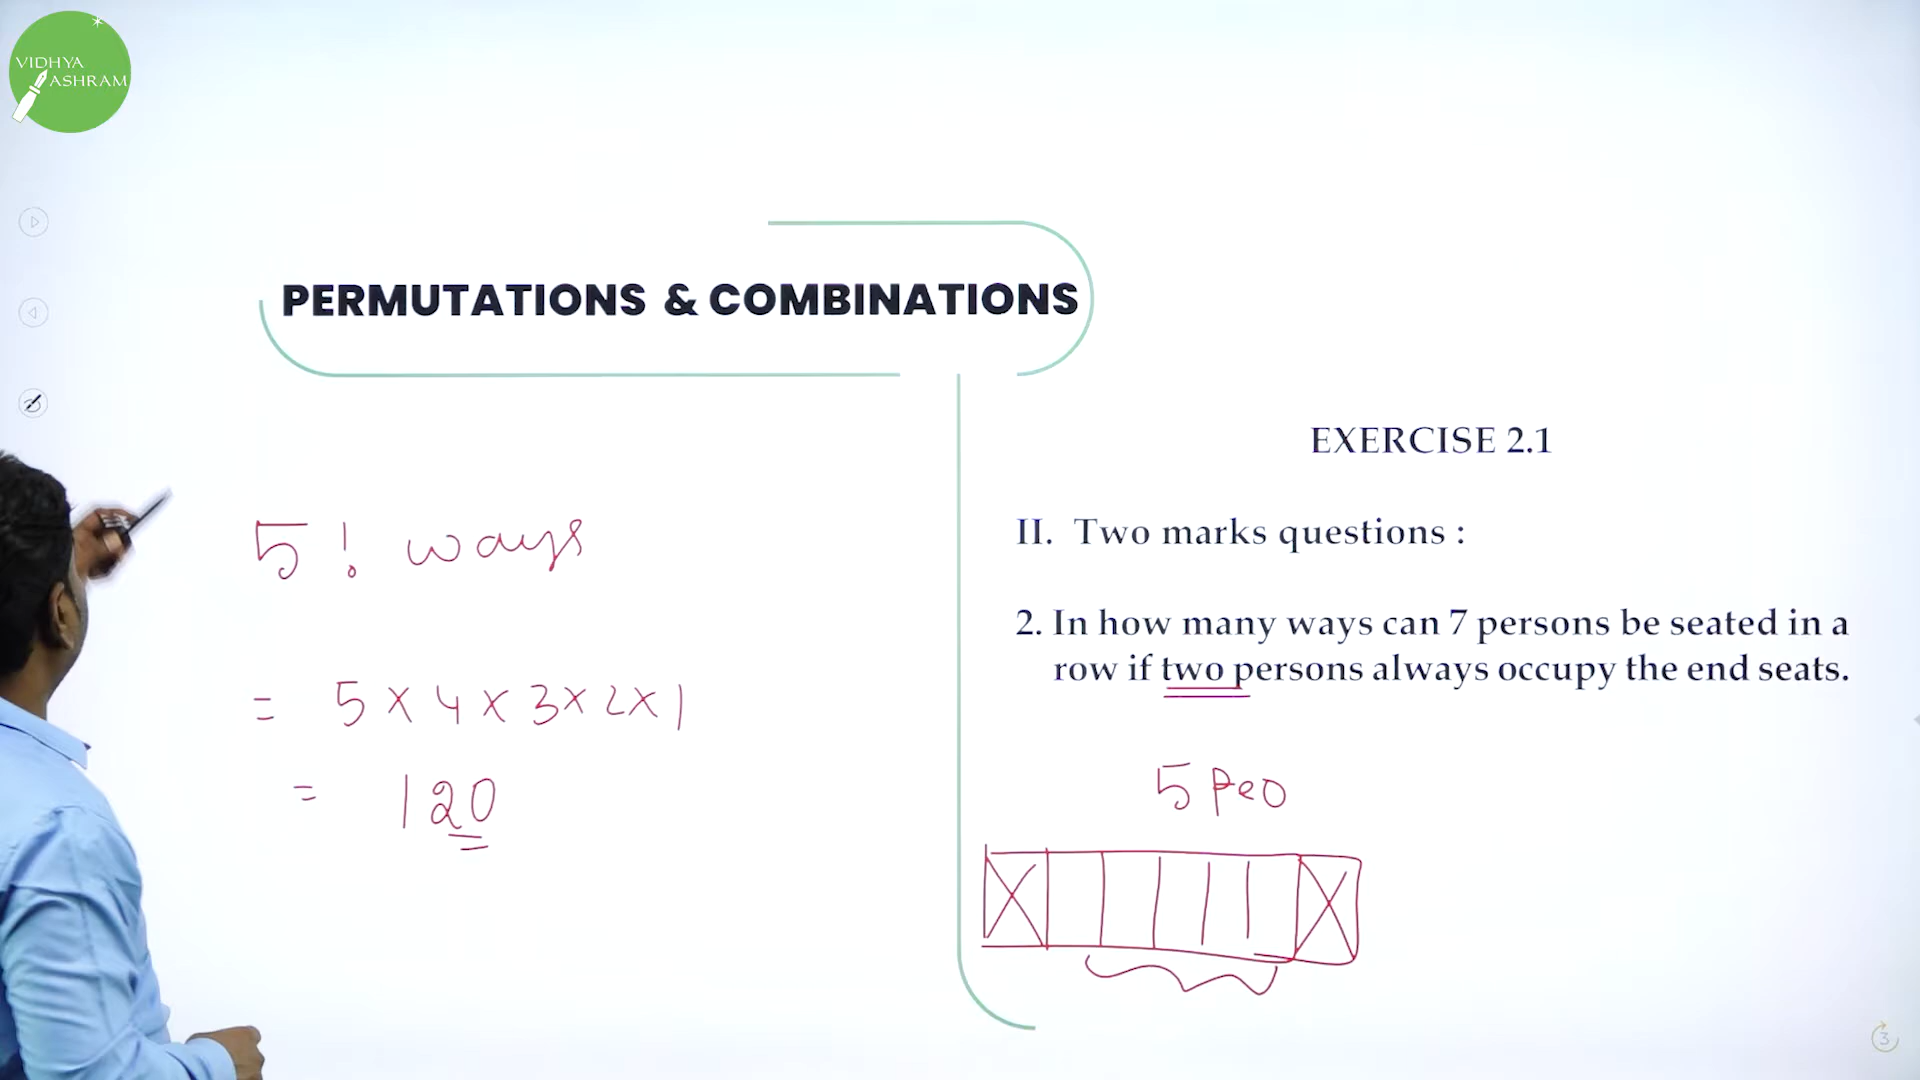 VIDHYA
ASHRAM
PERMUTATIONS & COMBINATIONS
5! ways
= 5 × 4 × 3 × 2 × 1
= 120
EXERCISE 2.1
II. Two marks questions :
2. In how many ways can 7 persons be seated in a
row if two persons always occupy the end seats.
5 Peo
3